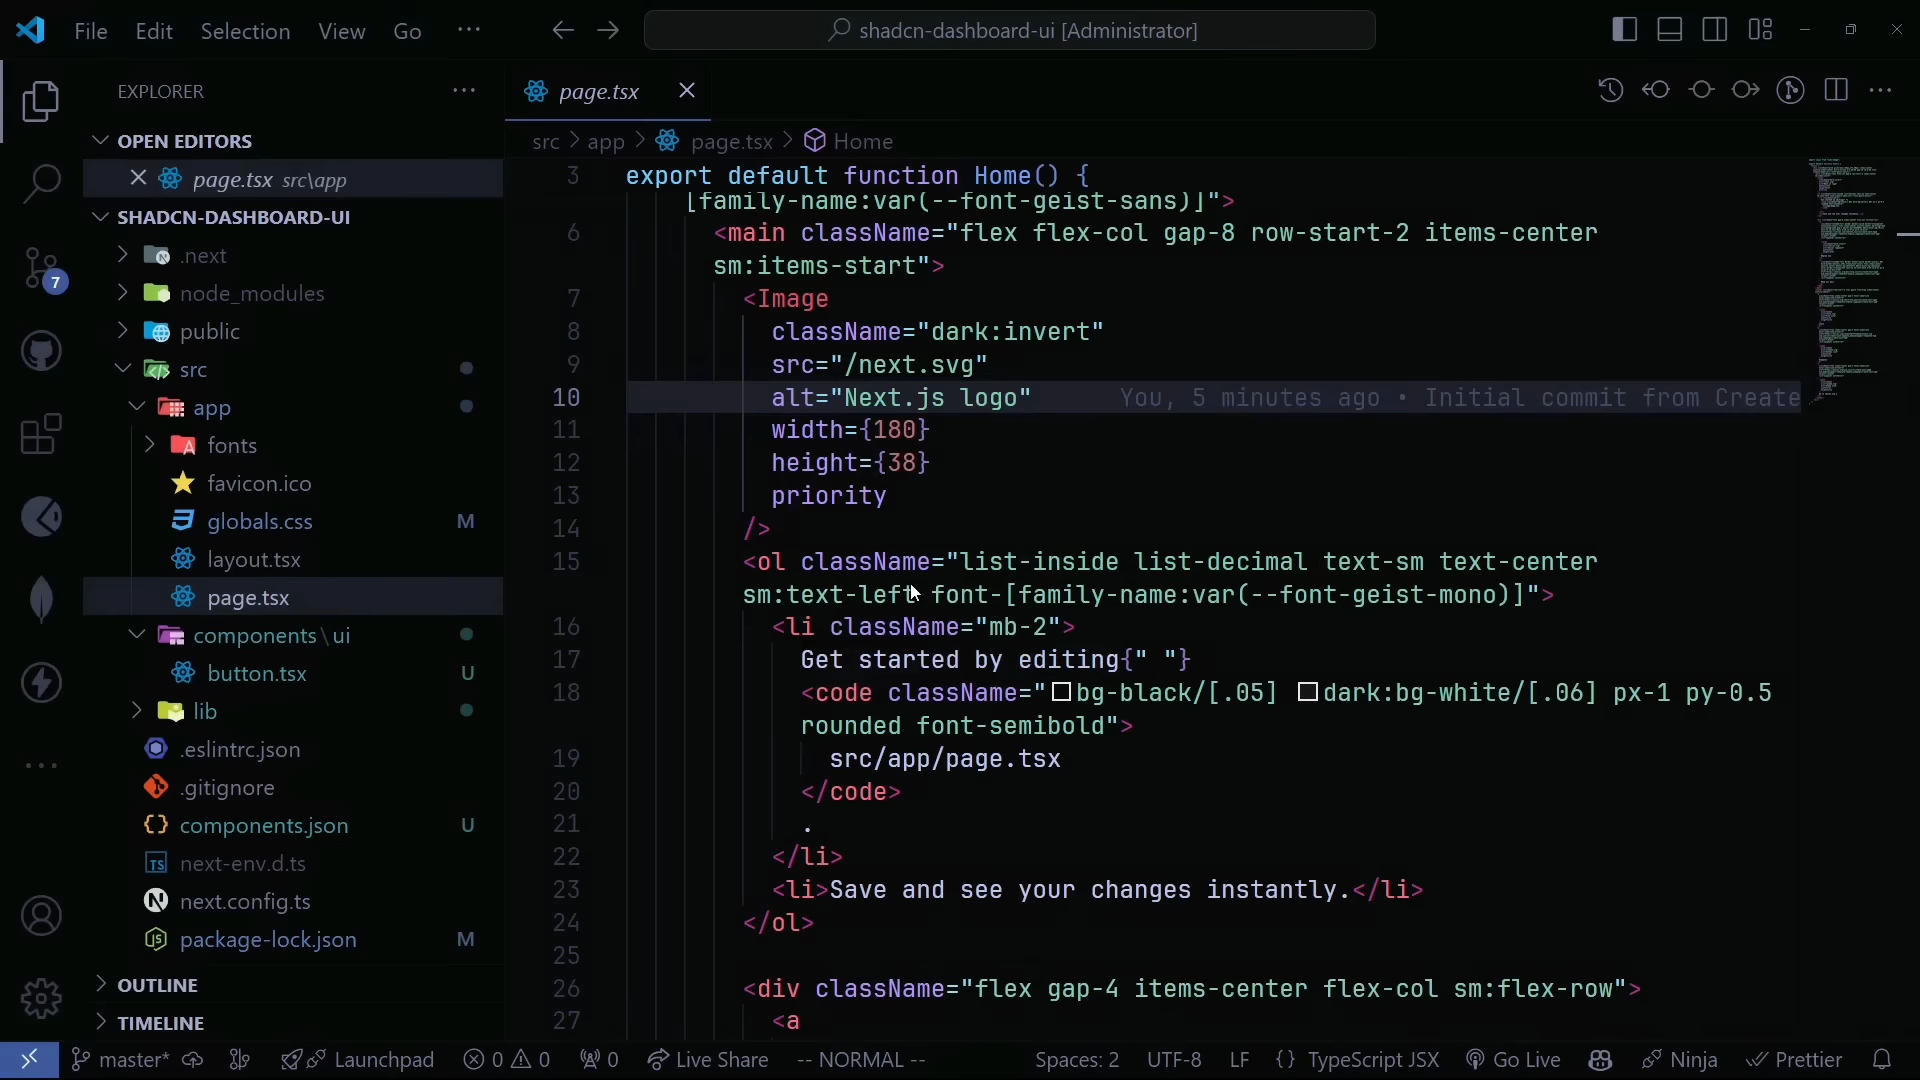 File Edit Selection View Go ··· shadcn-dashboard-ui [Administrator]
EXPLORER
OPEN EDITORS
page.tsx src\app
SHADCN-DASHBOARD-UI
.next
node_modules
public
src
app
fonts
favicon.ico
globals.css M
layout.tsx
page.tsx
components\ui
button.tsx U
lib
.eslintrc.json
.gitignore
components.json U
next-env.d.ts
next.config.ts
package-lock.json M
OUTLINE
TIMELINE
7
page.tsx
src > app > page.tsx > Home
3 export default function Home() {
[family-name:var(--font-geist-sans)]">
6 <main className="flex flex-col gap-8 row-start-2 items-center
sm:items-start">
7 <Image
8 className="dark:invert"
9 src="/next.svg"
10 alt="Next.js logo" You, 5 minutes ago • Initial commit from Create
11 width={180}
12 height={38}
13 priority
14 />
15 <ol className="list-inside list-decimal text-sm text-center
sm:text-left font-[family-name:var(--font-geist-mono)]">
16 <li className="mb-2">
17 Get started by editing{" "}
18 <code className="bg-black/[.05] dark:bg-white/[.06] px-1 py-0.5
rounded font-semibold">
19 src/app/page.tsx
20 </code>
21 .
22 </li>
23 <li>Save and see your changes instantly.</li>
24 </ol>
25
26 <div className="flex gap-4 items-center flex-col sm:flex-row">
27 <a
master* Launchpad 0 0 0 Live Share -- NORMAL -- Spaces: 2 UTF-8 LF {} TypeScript JSX Go Live Ninja Prettier